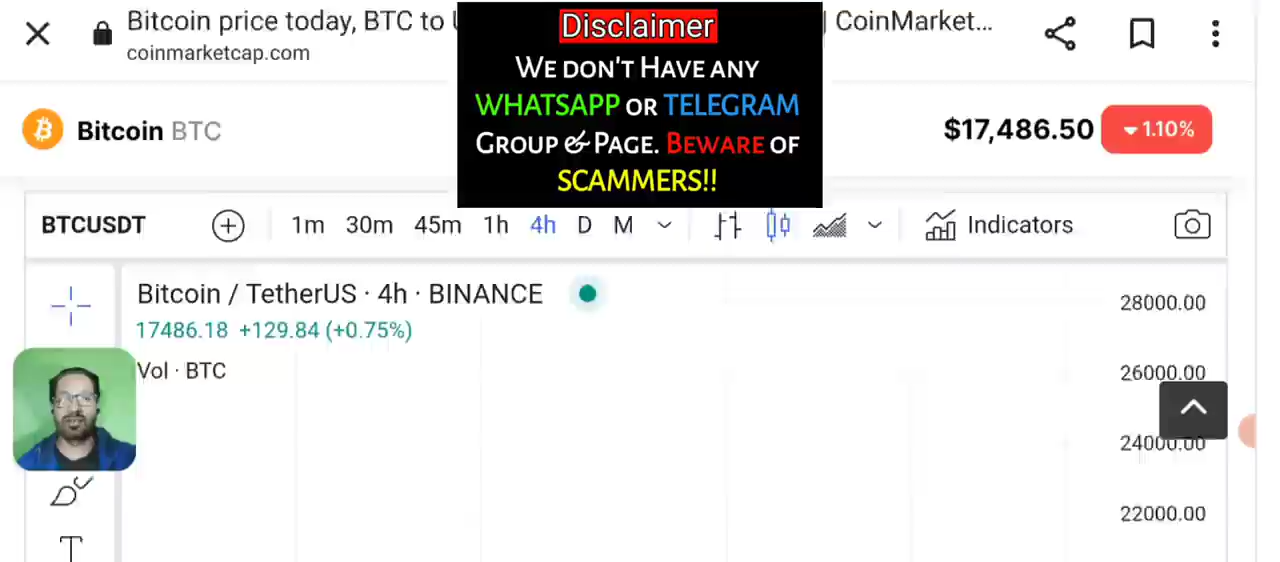 Bitcoin price today, BTC to
CoinMarket...
coinmarketcap.com
Disclaimer
WE DON'T HAVE ANY
WHATSAPP OR TELEGRAM
GROUP & PAGE. BEWARE OF
SCAMMERS!!
Bitcoin BTC
$17,486.50
1.10%
BTCUSDT
1m 30m 45m 1h 4h D M
Indicators
Bitcoin / TetherUS · 4h · BINANCE
17486.18 +129.84 (+0.75%)
Vol · BTC
28000.00
26000.00
24000.00
22000.00